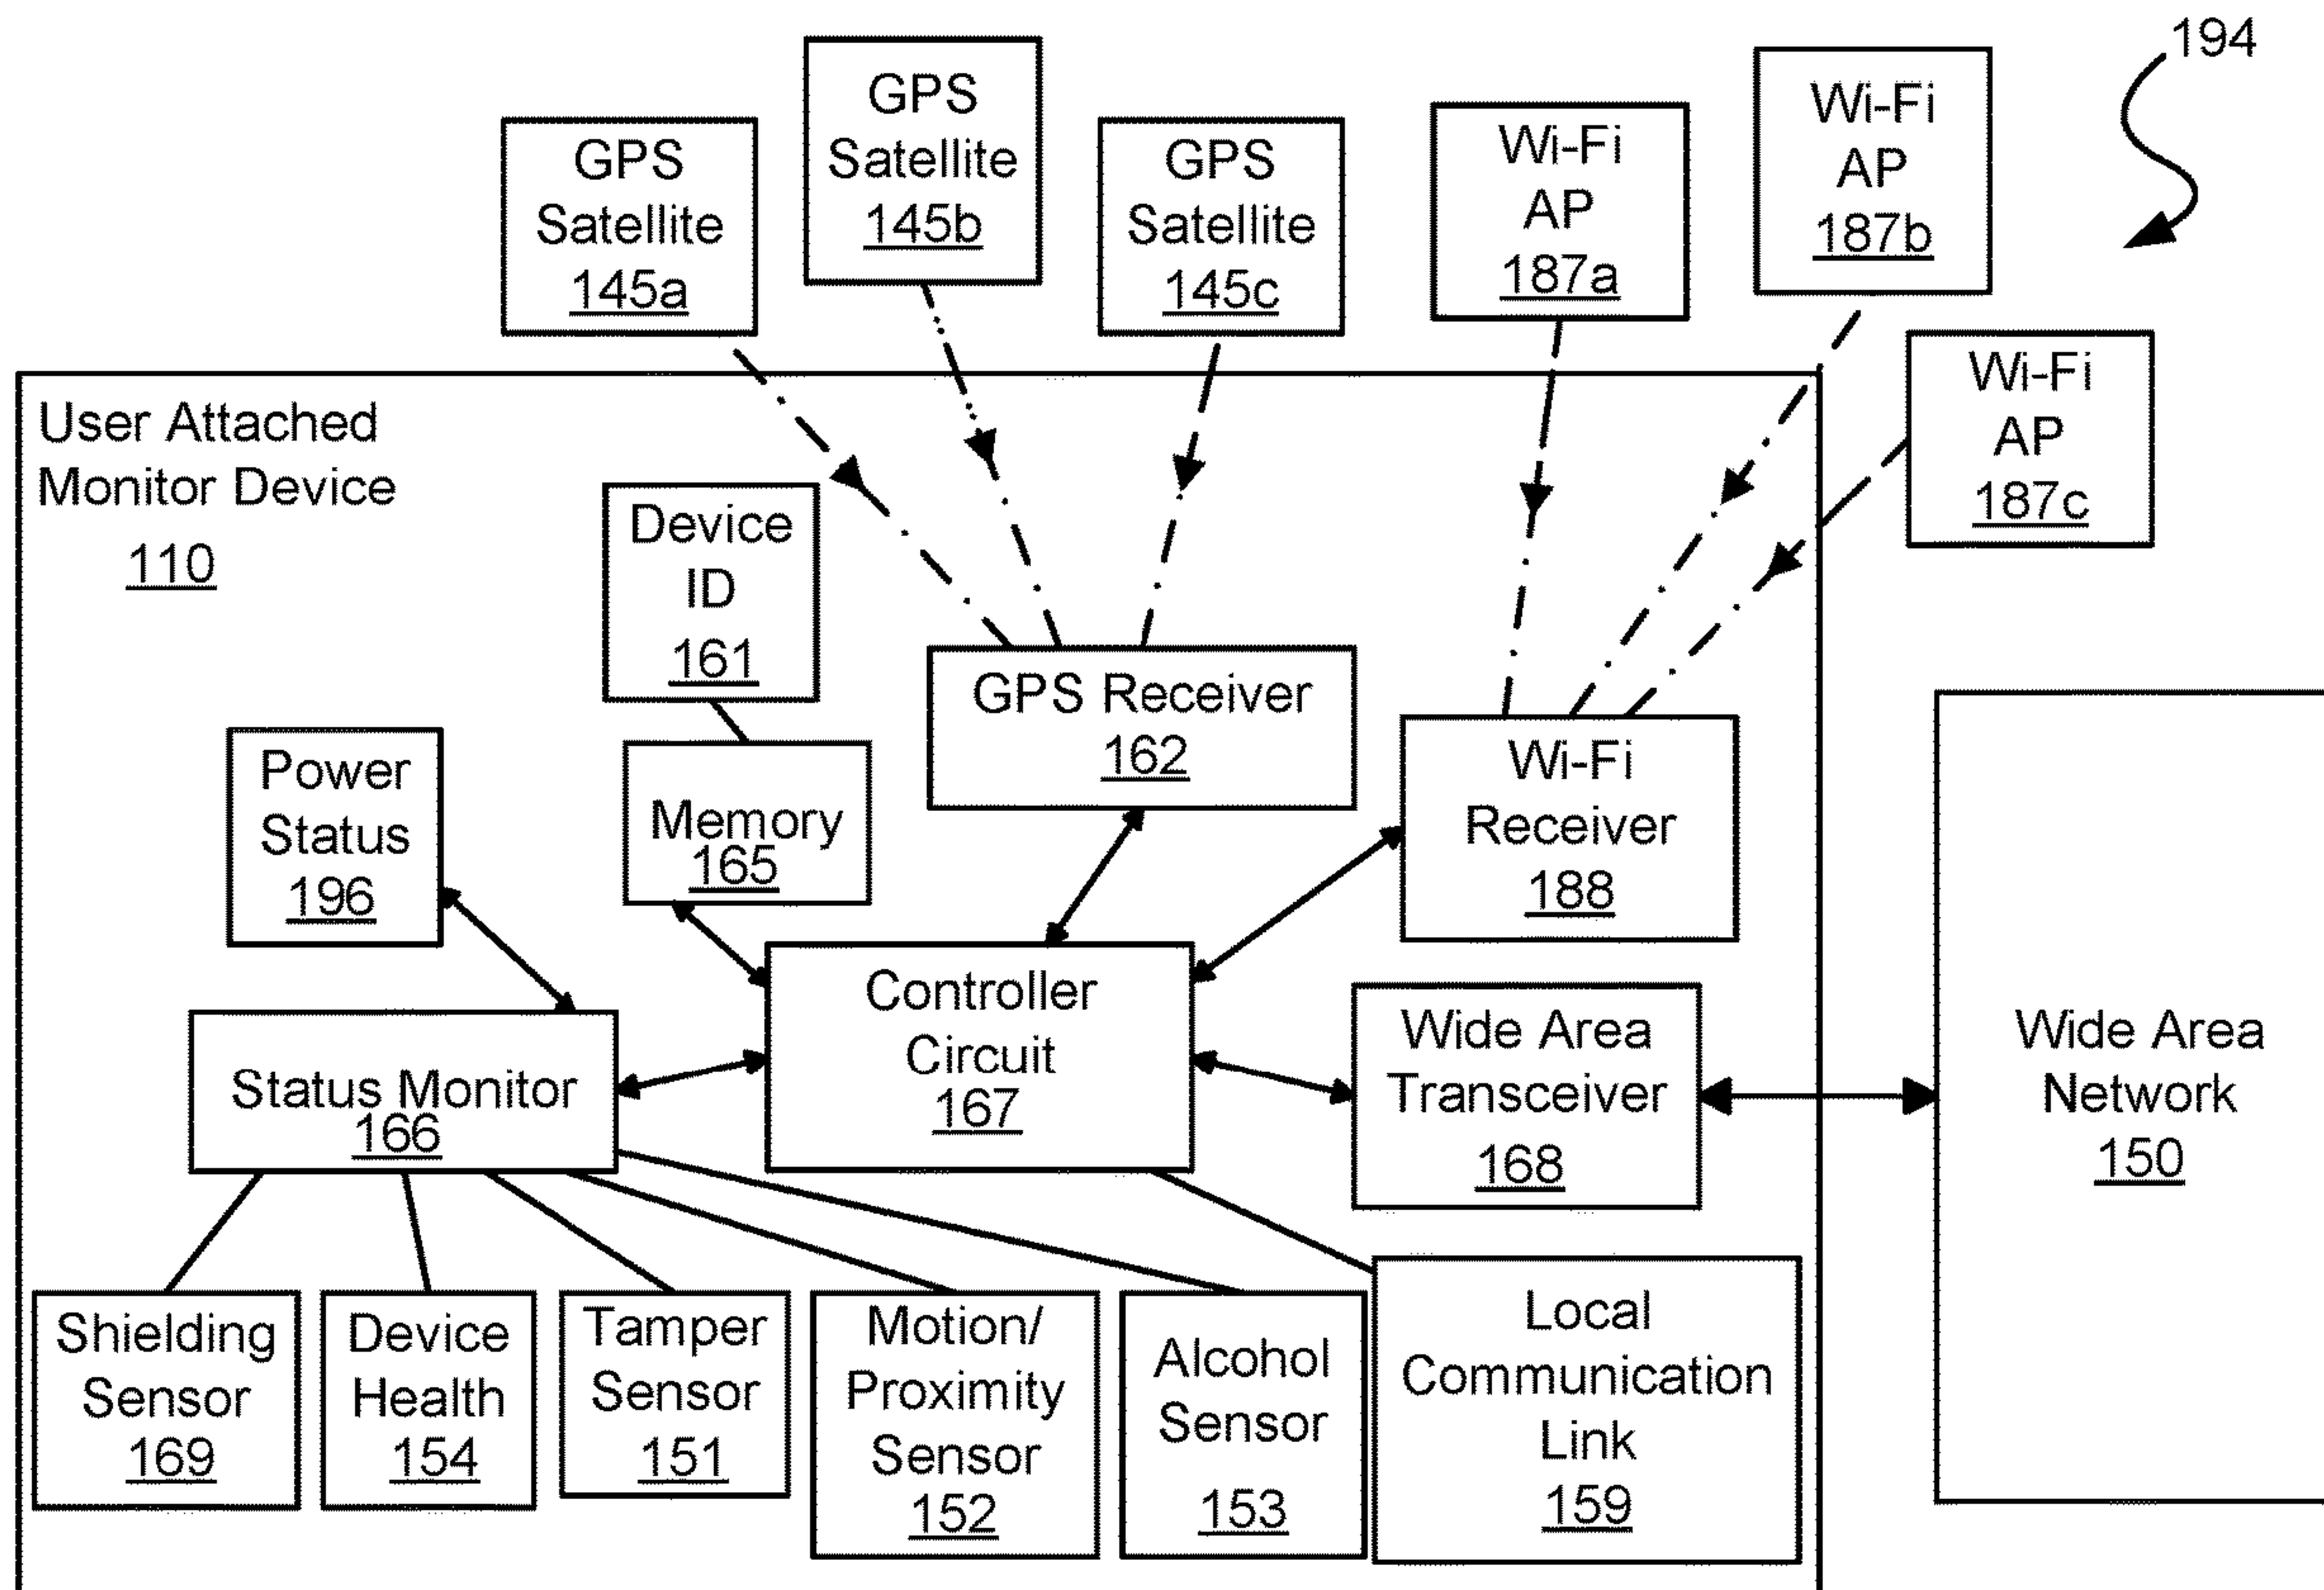 194
GPS
Satellite
145a
GPS
Satellite
145b
GPS
Satellite
145c
Wi-Fi
AP
187a
Wi-Fi
AP
187b
Wi-Fi
AP
187c
User Attached
Monitor Device
110
Device
ID
161
GPS Receiver
162
Power
Status
196
Memory
165
Wi-Fi
Receiver
188
Controller
Circuit
167
Status Monitor
166
Wide Area
Transceiver
168
Wide Area
Network
150
Shielding
Sensor
169
Device
Health
154
Tamper
Sensor
151
Motion/
Proximity
Sensor
152
Alcohol
Sensor
153
Local
Communication
Link
159